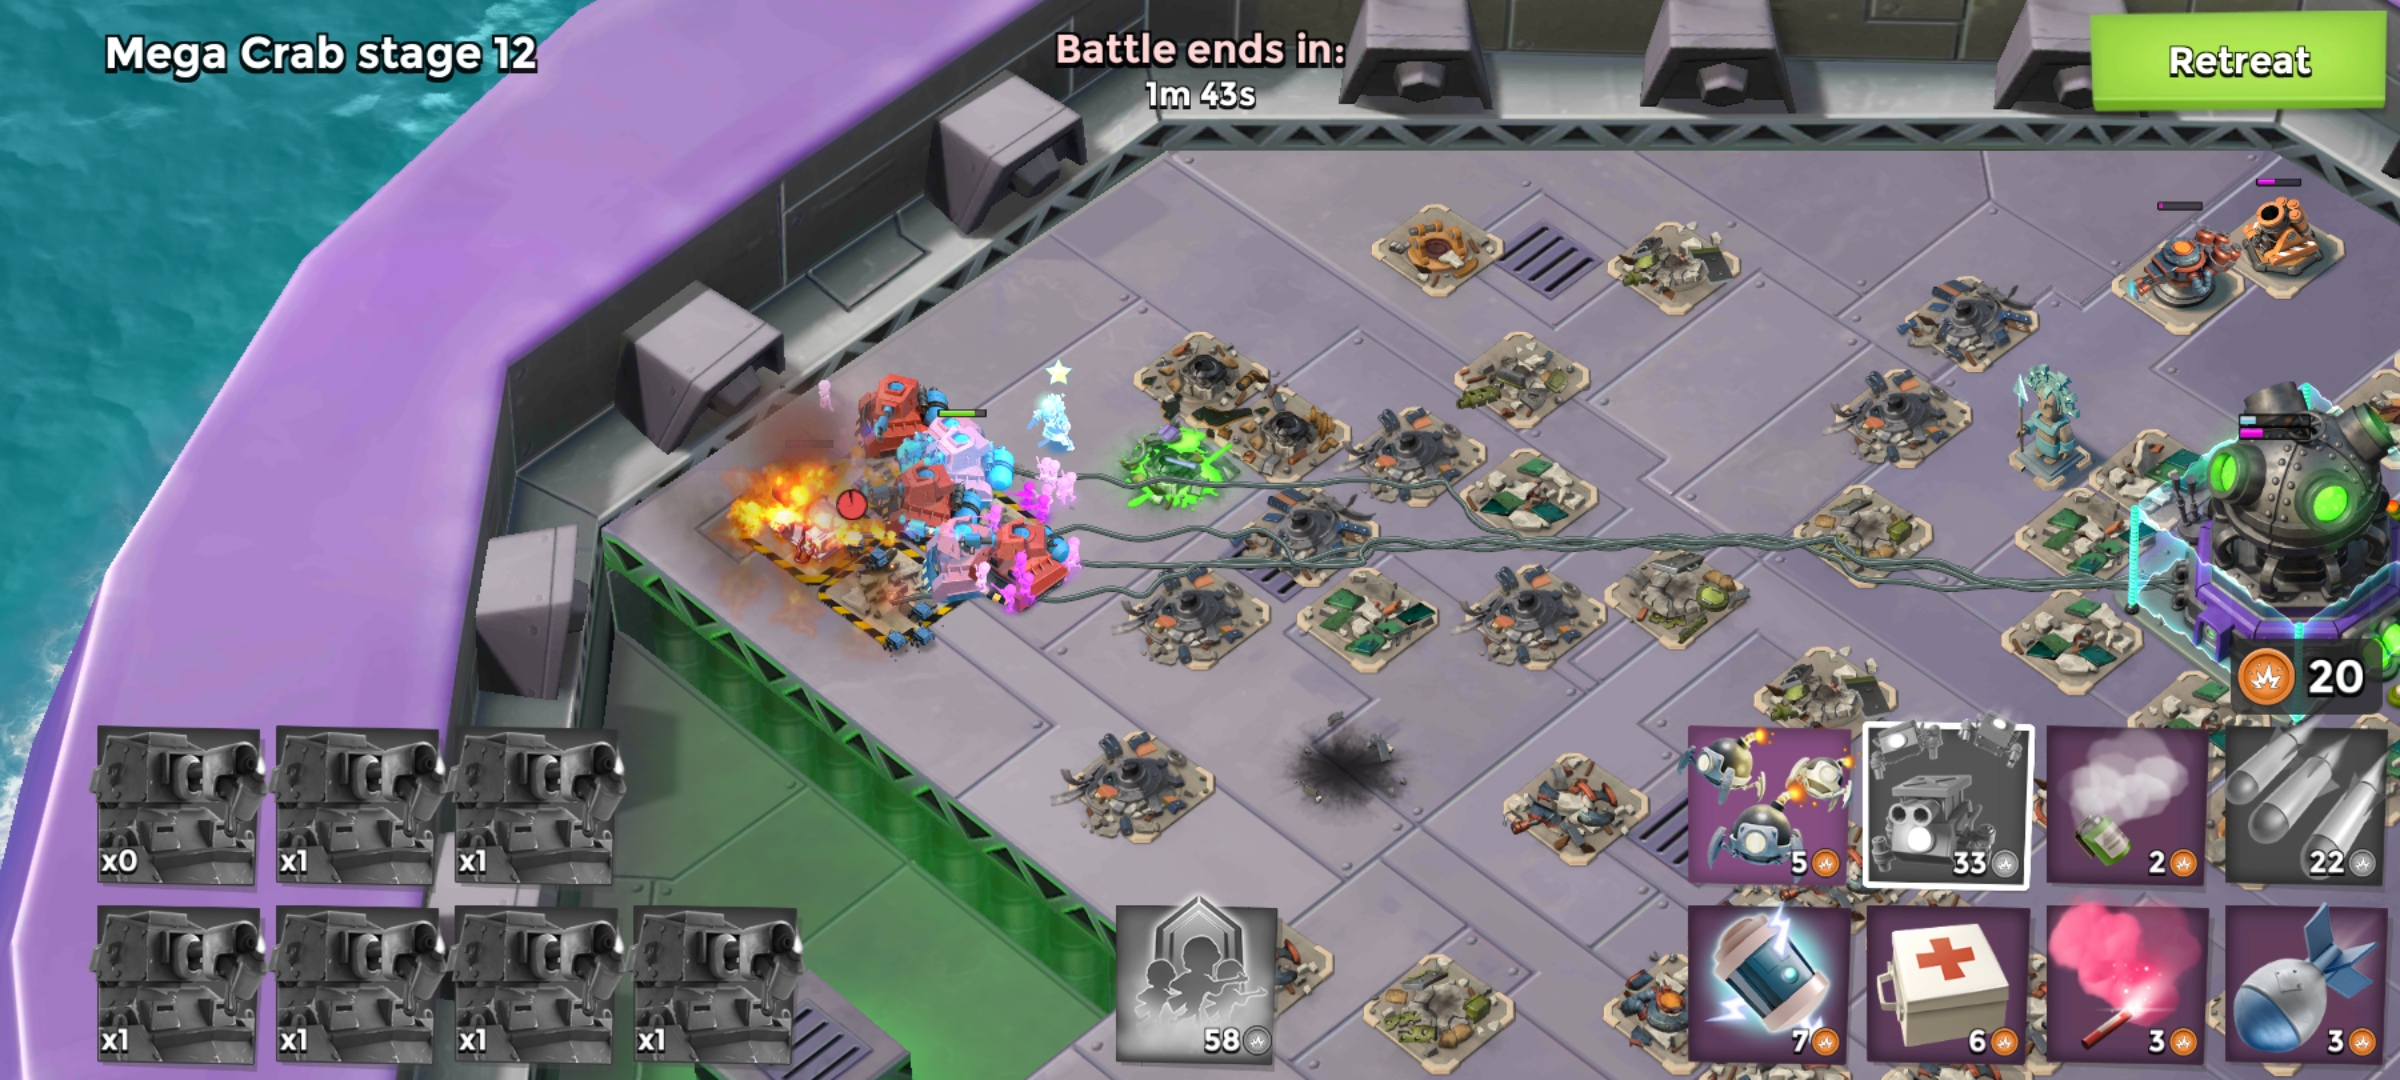 Mega Crab stage 12
Battle ends in:
1m 43s
Retreat
20
x0
x1
x1
5
33
2
22
x1
x1
x1
x1
58
7
6
3
3